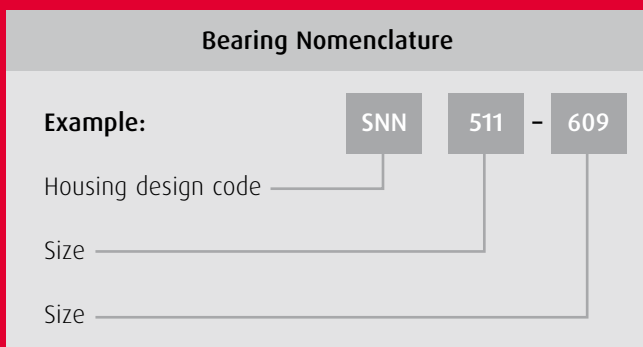 Bearing Nomenclature
Example: SNN 511 – 609
Housing design code
Size
Size